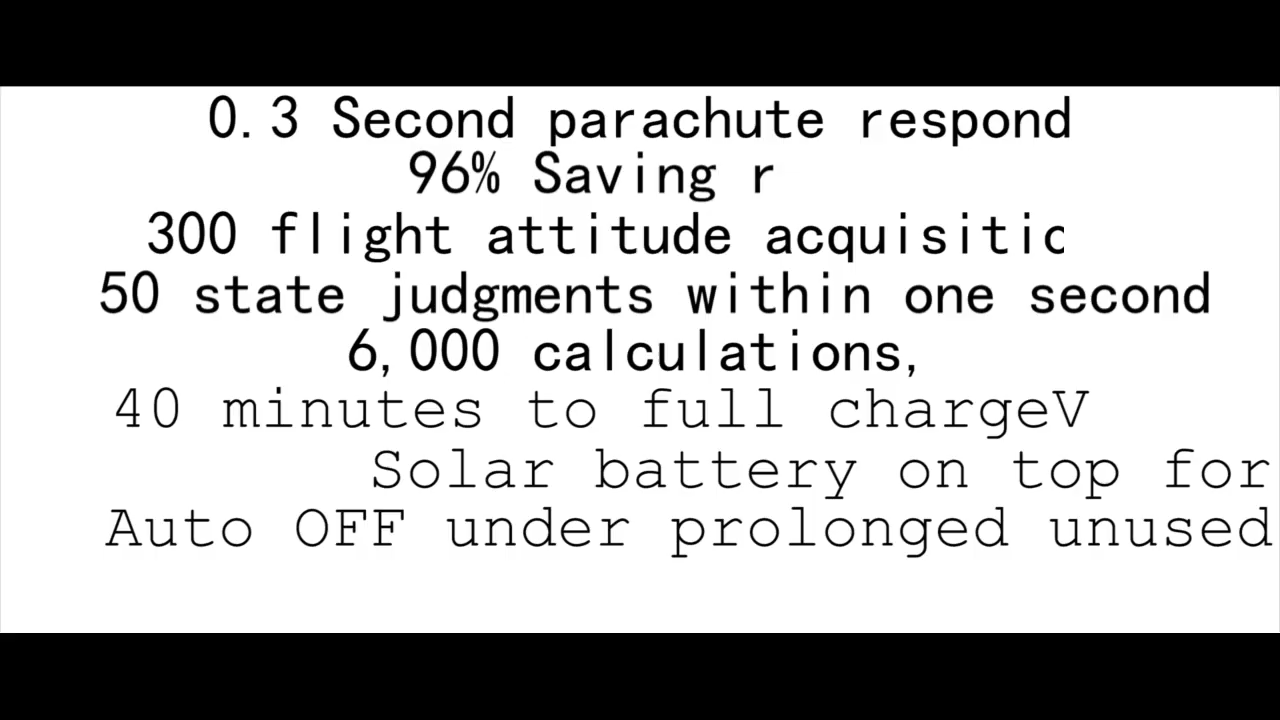 0.3 Second parachute respond
96% Saving r
300 flight attitude acquisitic
50 state judgments within one second
6,000 calculations,
40 minutes to full chargeV
Solar battery on top for
Auto OFF under prolonged unused